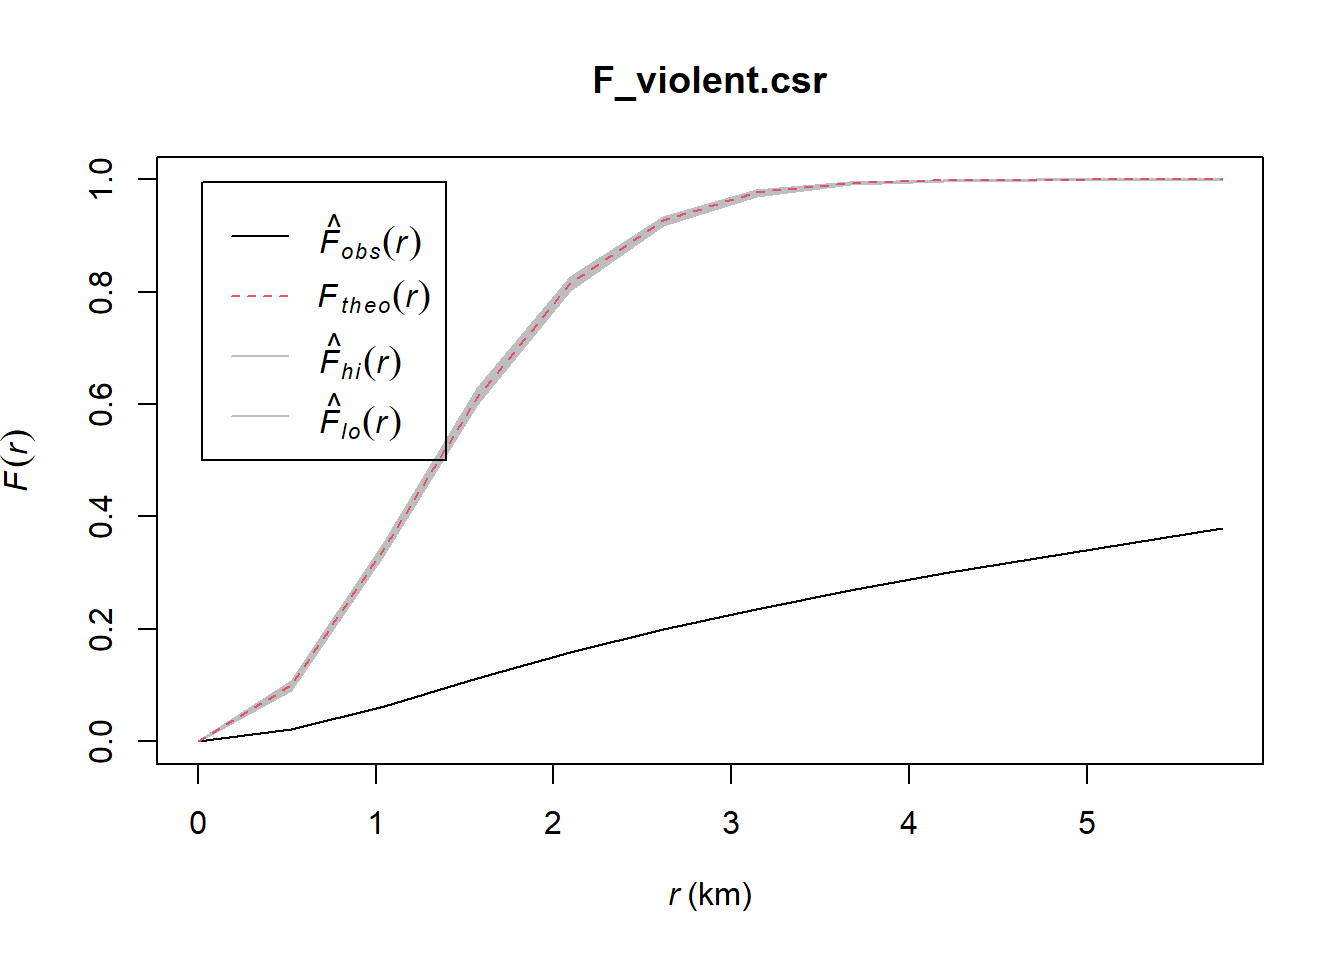 F_violent.csr
F̂obs(r)
Ftheo(r)
F̂hi(r)
F̂lo(r)
F(r)
1.0
0.8
0.6
0.4
0.2
0.0
0 1 2 3 4 5
r (km)